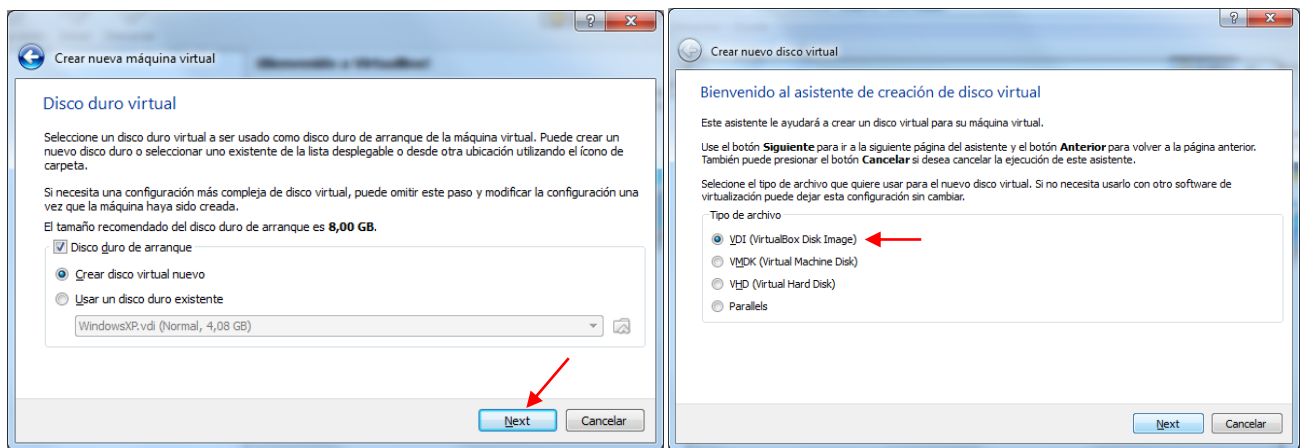 Crear nueva máquina virtual
Disco duro virtual
Seleccione un disco duro virtual a ser usado como disco duro de arranque de la máquina virtual. Puede crear un
nuevo disco duro o seleccionar uno existente de la lista desplegable o desde otra ubicación utilizando el ícono de
carpeta.
Si necesita una configuración más compleja de disco virtual, puede omitir este paso y modificar la configuración una
vez que la máquina haya sido creada.
El tamaño recomendado del disco duro de arranque es 8,00 GB.
Disco duro de arranque
Crear disco virtual nuevo
Usar un disco duro existente
WindowsXP.vdi (Normal, 4,08 GB)
Next
Cancelar
Crear nuevo disco virtual
Bienvenido al asistente de creación de disco virtual
Este asistente le ayudará a crear un disco virtual para su máquina virtual.
Use el botón Siguiente para ir a la siguiente página del asistente y el botón Anterior para volver a la página anterior.
También puede presionar el botón Cancelar si desea cancelar la ejecución de este asistente.
Selecione el tipo de archivo que quiere usar para el nuevo disco virtual. Si no necesita usarlo con otro software de
virtualización puede dejar esta configuración sin cambiar.
Tipo de archivo
VDI (VirtualBox Disk Image)
VMDK (Virtual Machine Disk)
VHD (Virtual Hard Disk)
Parallels
Next
Cancelar